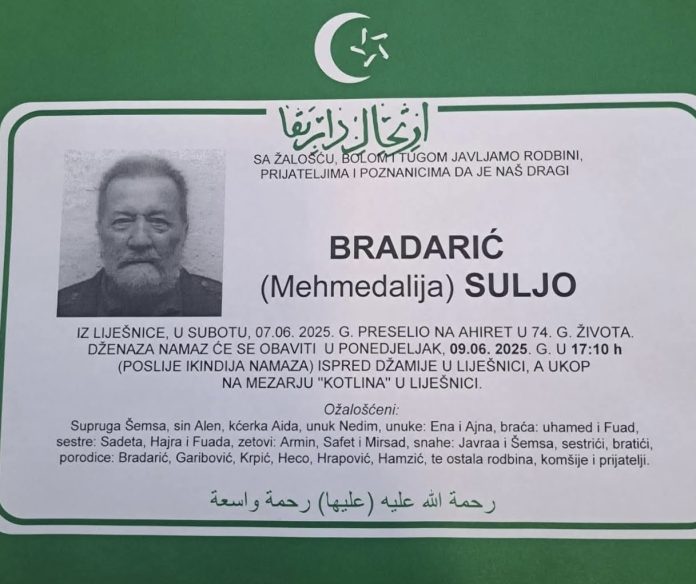 ارتحال دار بقا
SA ŽALOŠĆU, BOLOM I TUGOM JAVLJAMO RODBINI,
PRIJATELJIMA I POZNANICIMA DA JE NAŠ DRAGI
BRADARIĆ
(Mehmedalija) SULJO
IZ LIJEŠNICE, U SUBOTU, 07.06. 2025. G. PRESELIO NA AHIRET U 74. G. ŽIVOTA.
DŽENAZA NAMAZ ĆE SE OBAVITI U PONEDJELJAK, 09.06. 2025. G. U 17:10 h
(POSLIJE IKINDIJA NAMAZA) ISPRED DŽAMIJE U LIJEŠNICI, A UKOP
NA MEZARJU "KOTLINA" U LIJEŠNICI.
Ožalošćeni:
Supruga Šemsa, sin Alen, kćerka Aida, unuk Nedim, unuke: Ena i Ajna, braća: uhamed i Fuad,
sestre: Sadeta, Hajra i Fuada, zetovi: Armin, Safet i Mirsad, snahe: Javraa i Šemsa, sestrići, bratići,
porodice: Bradarić, Garibović, Krpić, Heco, Hrapović, Hamzić, te ostala rodbina, komšije i prijatelji.
رحمة الله عليه (عليها) رحمة واسعة